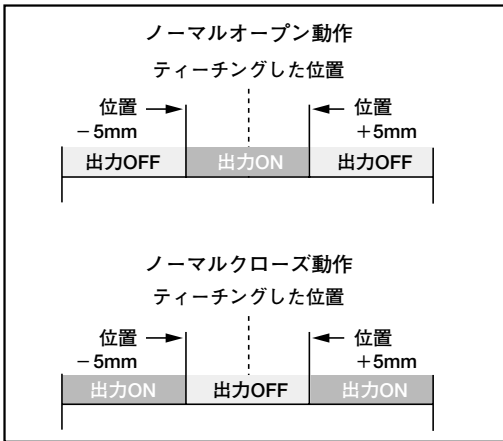 ノーマルオープン動作
ティーチングした位置
位置 位置
－5mm ＋5mm
出力OFF 出力ON 出力OFF
ノーマルクローズ動作
ティーチングした位置
位置 位置
－5mm ＋5mm
出力ON 出力OFF 出力ON